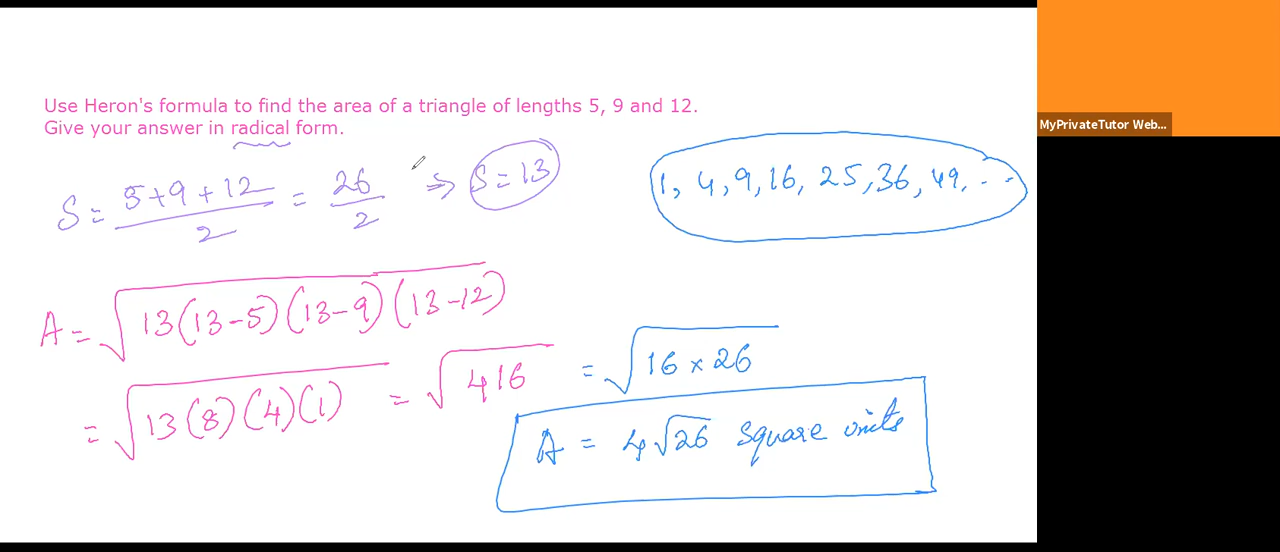 Use Heron's formula to find the area of a triangle of lengths 5, 9 and 12.
Give your answer in radical form.
MyPrivateTutor Web...
S = (5+9+12)/2 = 26/2 ⇒ S = 13
1, 4, 9, 16, 25, 36, 49, ...
A = √(13(13-5)(13-9)(13-12))
= √(13(8)(4)(1)) = √416 = √(16 × 26)
A = 4√26 square units